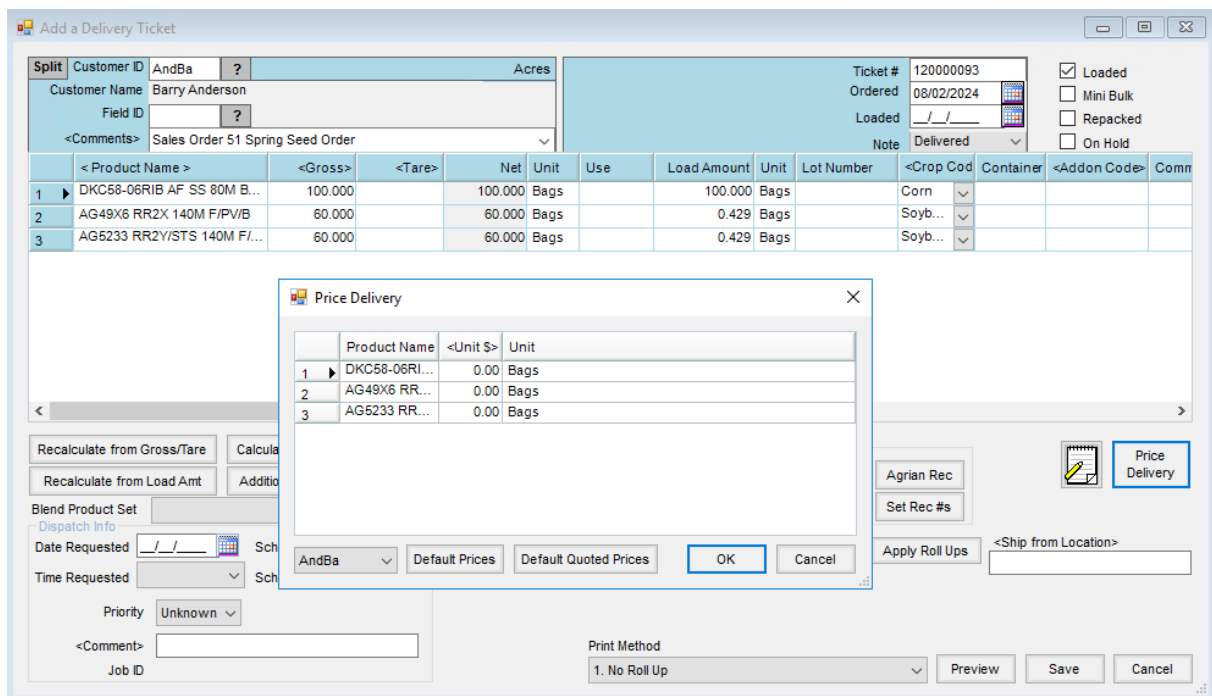 Add a Delivery Ticket
Split Customer ID AndBa ? Acres
Customer Name Barry Anderson
Field ID ?
<Comments> Sales Order 51 Spring Seed Order
Ticket # 120000093
Ordered 08/02/2024
Loaded _/_/___
Note Delivered
Loaded
Mini Bulk
Repacked
On Hold
< Product Name > <Gross> <Tare> Net Unit Use Load Amount Unit Lot Number <Crop Cod Container <Addon Code> Comm
1 DKC58-06RIB AF SS 80M B... 100.000 100.000 Bags 100.000 Bags Corn
2 AG49X6 RR2X 140M F/PV/B 60.000 60.000 Bags 0.429 Bags Soyb...
3 AG5233 RR2Y/STS 140M F/... 60.000 60.000 Bags 0.429 Bags Soyb...
Price Delivery
Product Name <Unit $> Unit
1 DKC58-06RI... 0.00 Bags
2 AG49X6 RR... 0.00 Bags
3 AG5233 RR... 0.00 Bags
AndBa Default Prices Default Quoted Prices OK Cancel
Recalculate from Gross/Tare Calcula
Recalculate from Load Amt Additio
Blend Product Set
Agrian Rec
Set Rec #s
Price
Delivery
Dispatch Info
Date Requested _/_/___ Sch
Time Requested Sch
Priority Unknown
<Comment>
Job ID
Apply Roll Ups
<Ship from Location>
Print Method
1. No Roll Up Preview Save Cancel